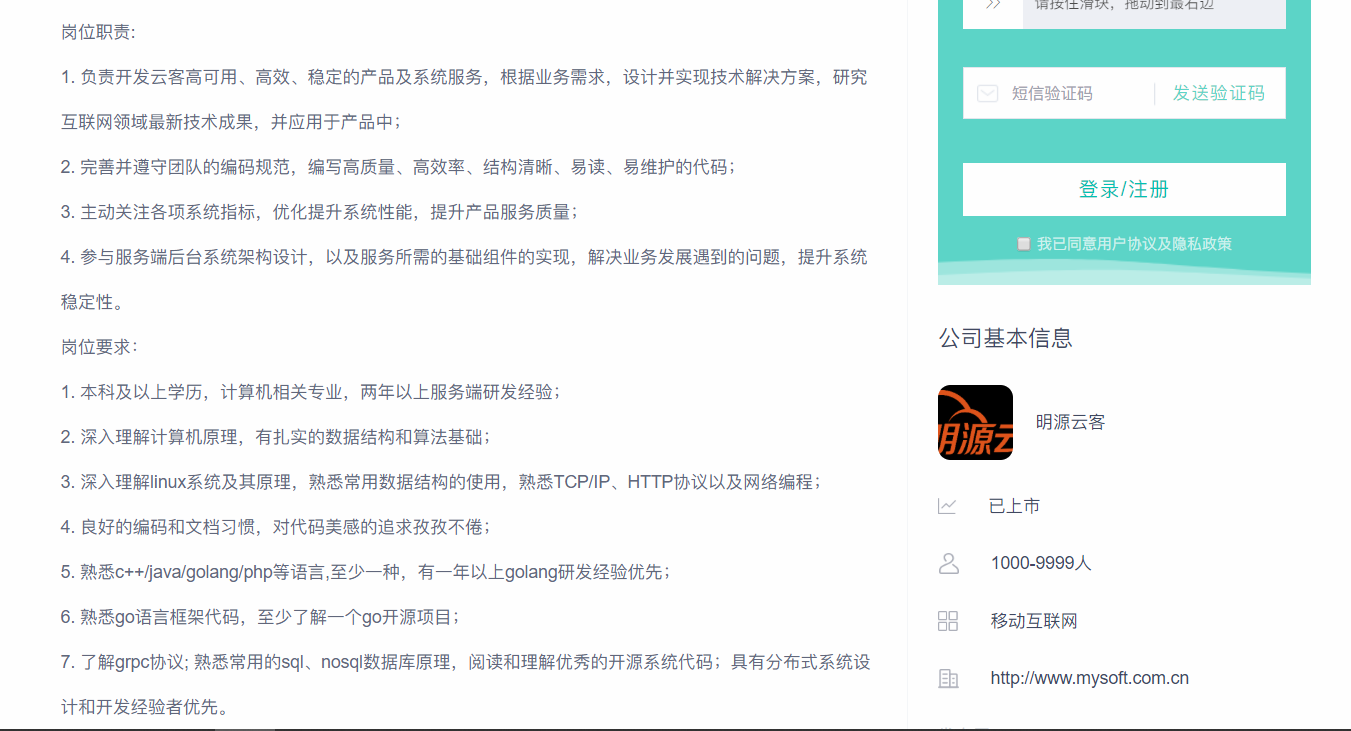 岗位职责:
1. 负责开发云客高可用、高效、稳定的产品及系统服务，根据业务需求，设计并实现技术解决方案，研究
互联网领域最新技术成果，并应用于产品中；
2. 完善并遵守团队的编码规范，编写高质量、高效率、结构清晰、易读、易维护的代码；
3. 主动关注各项系统指标，优化提升系统性能，提升产品服务质量；
4. 参与服务端后台系统架构设计，以及服务所需的基础组件的实现，解决业务发展遇到的问题，提升系统
稳定性。
岗位要求：
1. 本科及以上学历，计算机相关专业，两年以上服务端研发经验；
2. 深入理解计算机原理，有扎实的数据结构和算法基础；
3. 深入理解linux系统及其原理，熟悉常用数据结构的使用，熟悉TCP/IP、HTTP协议以及网络编程；
4. 良好的编码和文档习惯，对代码美感的追求孜孜不倦；
5. 熟悉c++/java/golang/php等语言,至少一种，有一年以上golang研发经验优先；
6. 熟悉go语言框架代码，至少了解一个go开源项目；
7. 了解grpc协议; 熟悉常用的sql、nosql数据库原理，阅读和理解优秀的开源系统代码；具有分布式系统设
计和开发经验者优先。
请按住滑块，拖动到最右边
短信验证码 发送验证码
登录/注册
我已同意用户协议及隐私政策
公司基本信息
明源云
明源云客
已上市
1000-9999人
移动互联网
http://www.mysoft.com.cn